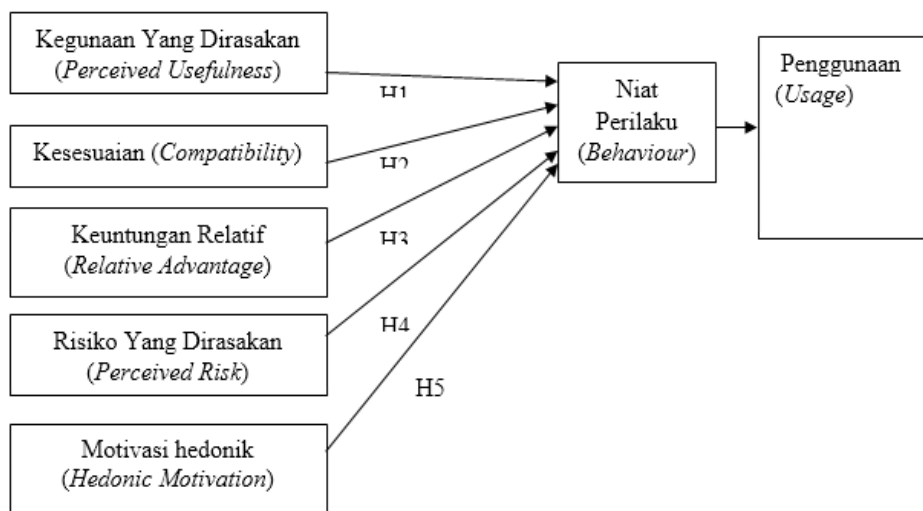 Kegunaan Yang Dirasakan
(Perceived Usefulness)
H1
Kesesuaian (Compatibility)
H2
Keuntungan Relatif
(Relative Advantage)
H3
Risiko Yang Dirasakan
(Perceived Risk)
H4
Motivasi hedonik
(Hedonic Motivation)
H5
Niat
Perilaku
(Behaviour)
Penggunaan
(Usage)